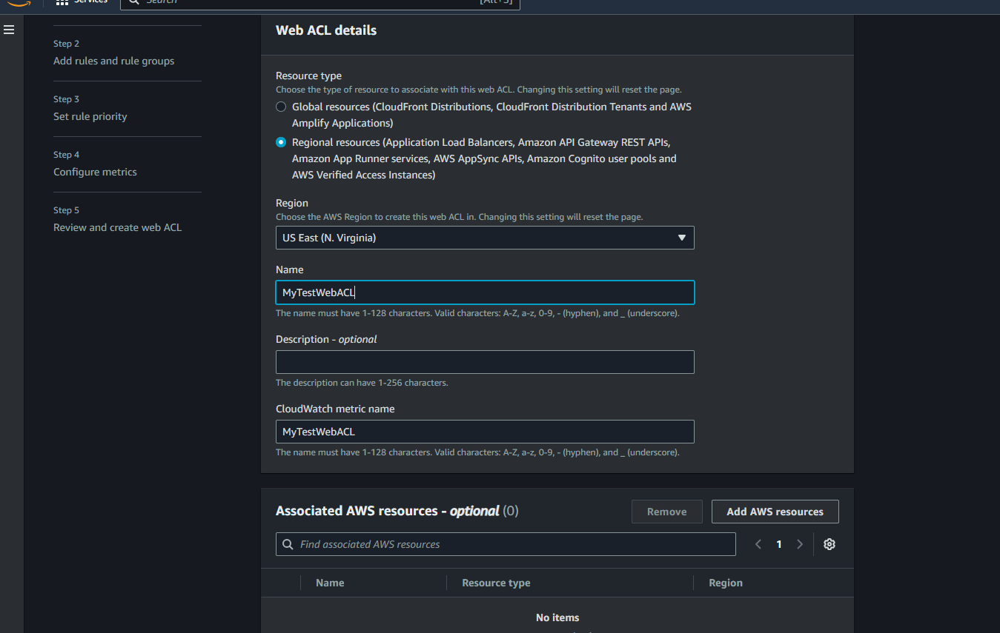 Services
Search
[Alt+S]
Step 2
Add rules and rule groups
Step 3
Set rule priority
Step 4
Configure metrics
Step 5
Review and create web ACL
Web ACL details
Resource type
Choose the type of resource to associate with this web ACL. Changing this setting will reset the page.
Global resources (CloudFront Distributions, CloudFront Distribution Tenants and AWS
Amplify Applications)
Regional resources (Application Load Balancers, Amazon API Gateway REST APIs,
Amazon App Runner services, AWS AppSync APIs, Amazon Cognito user pools and
AWS Verified Access Instances)
Region
Choose the AWS Region to create this web ACL in. Changing this setting will reset the page.
US East (N. Virginia)
Name
MyTestWebACL
The name must have 1-128 characters. Valid characters: A-Z, a-z, 0-9, - (hyphen), and _ (underscore).
Description - optional
The description can have 1-256 characters.
CloudWatch metric name
MyTestWebACL
The name must have 1-128 characters. Valid characters: A-Z, a-z, 0-9, - (hyphen), and _ (underscore).
Associated AWS resources - optional (0)
Remove
Add AWS resources
Find associated AWS resources
1
Name
Resource type
Region
No items